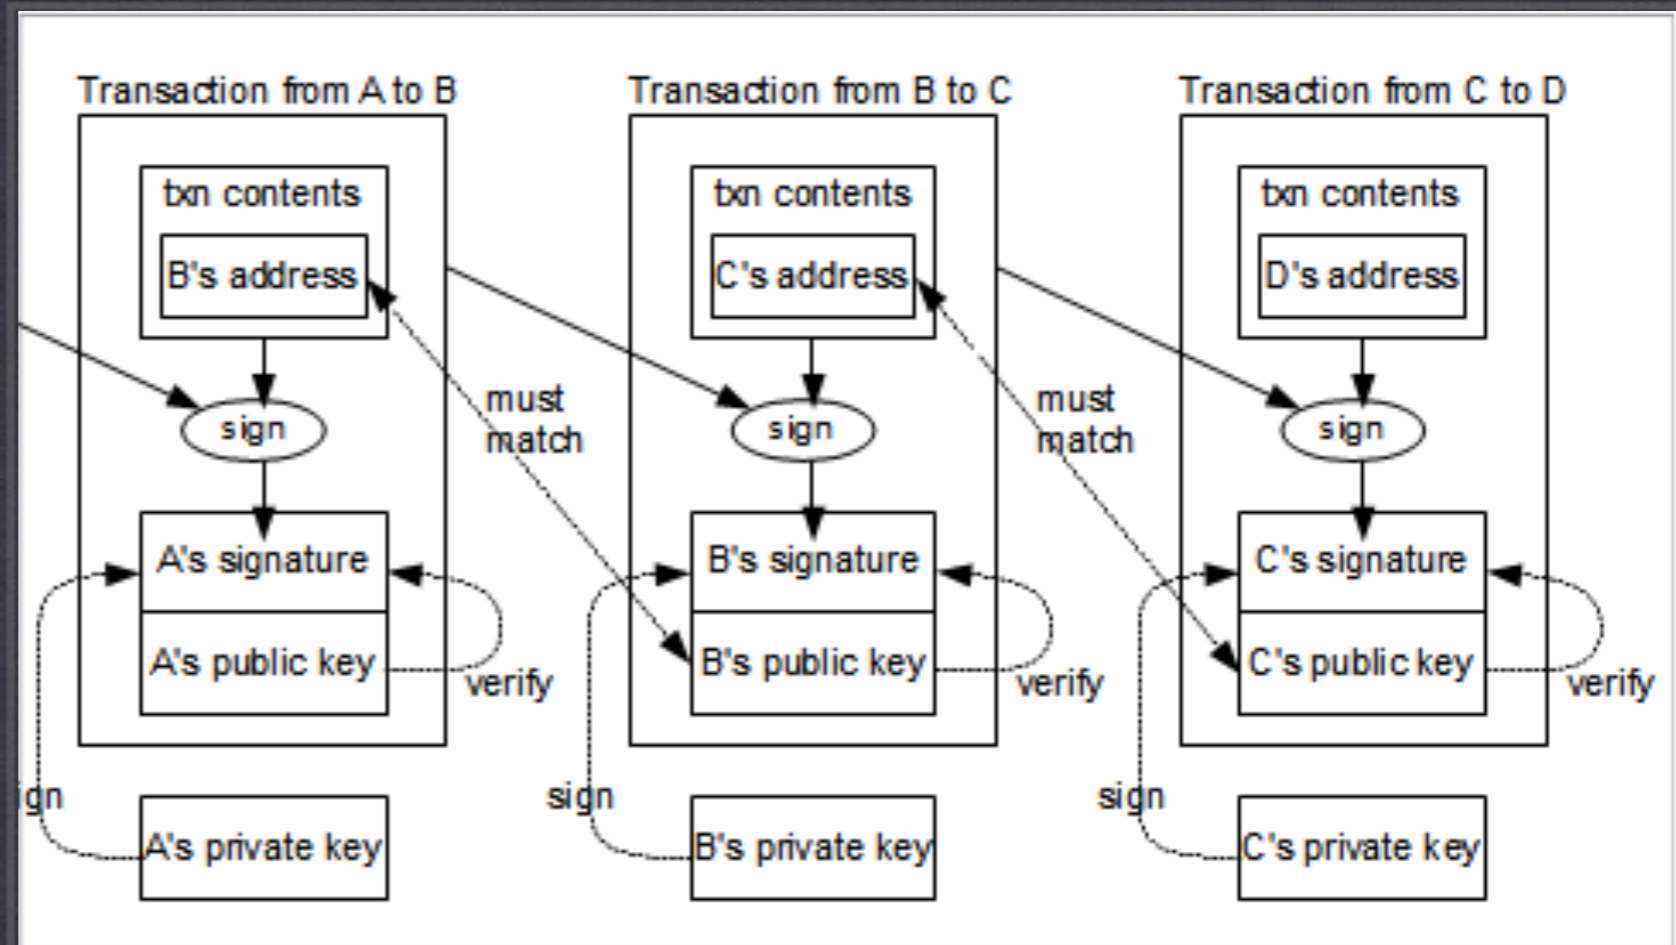 Transaction from A to B
txn contents
B's address
sign
A's signature
A's public key
verify
ign
A's private key
must
match
Transaction from B to C
txn contents
C's address
sign
B's signature
B's public key
verify
sign
B's private key
must
match
Transaction from C to D
txn contents
D's address
sign
C's signature
C's public key
verify
sign
C's private key